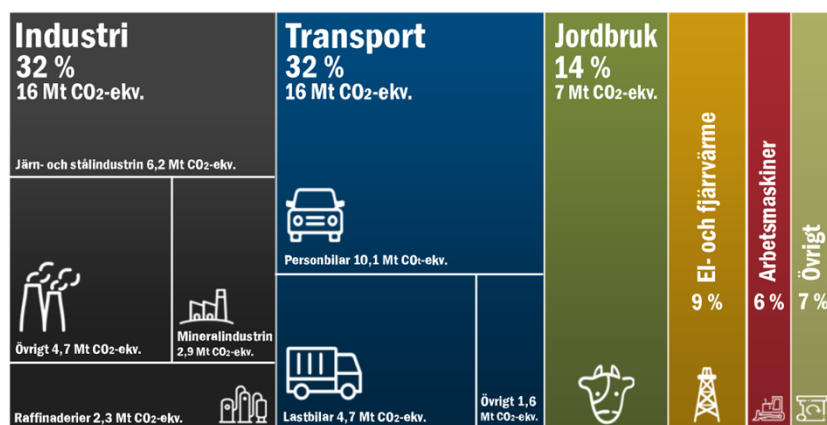 Industri
32 %
16 Mt CO2-ekv.
Järn- och stålindustrin 6,2 Mt CO2-ekv.
Övrigt 4,7 Mt CO2-ekv.
Mineralindustrin
2,9 Mt CO2-ekv.
Raffinaderier 2,3 Mt CO2-ekv.
Transport
32 %
16 Mt CO2-ekv.
Personbilar 10,1 Mt COt-ekv.
Lastbilar 4,7 Mt CO2-ekv.
Övrigt 1,6
Mt CO2-ekv.
Jordbruk
14 %
7 Mt CO2-ekv.
El- och fjärrvärme
9 %
Arbetsmaskiner
6 %
Övrigt
7 %